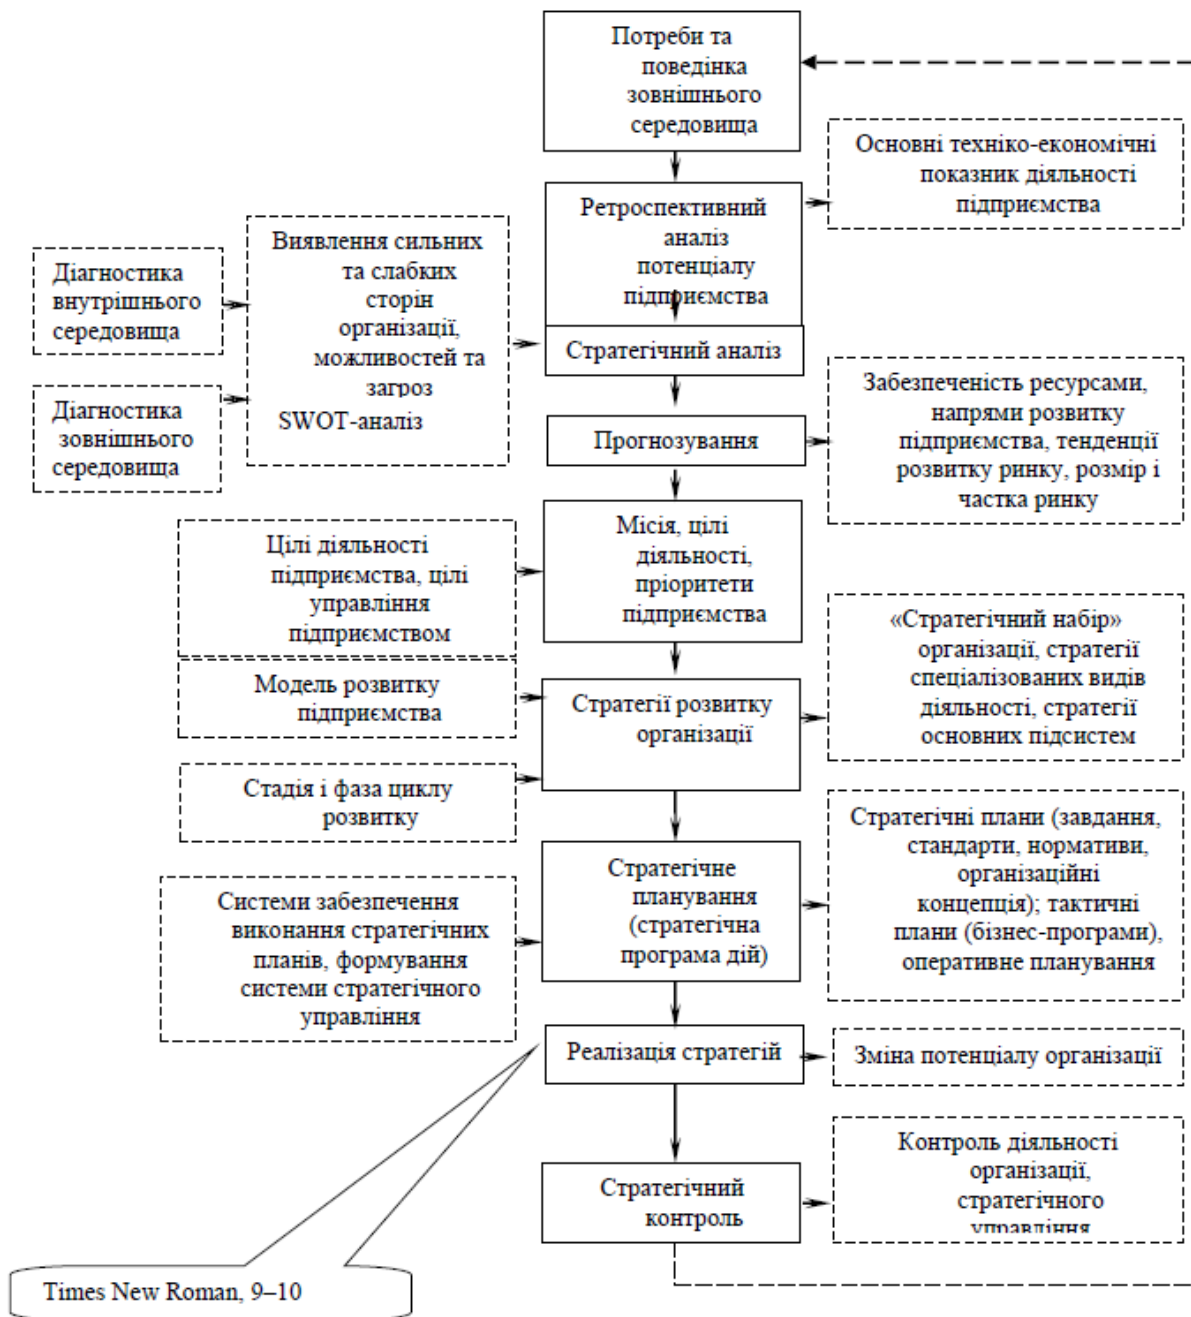 Потреби та
поведінка
зовнішнього
середовища
Основні техніко-економічні
показник діяльності
підприємства
Ретроспективний
аналіз
потенціалу
підприємства
Виявлення сильних
та слабких
сторін
організації,
можливостей та
загроз
SWOT-аналіз
Діагностика
внутрішнього
середовища
Діагностика
зовнішнього
середовища
Стратегічний аналіз
Забезпеченість ресурсами,
напрями розвитку
підприємства, тенденції
розвитку ринку, розмір і
частка ринку
Прогнозування
Місія, цілі
діяльності,
пріоритети
підприємства
Цілі діяльності
підприємства, цілі
управління
підприємством
Модель розвитку
підприємства
«Стратегічний набір»
організації, стратегії
спеціалізованих видів
діяльності, стратегії
основних підсистем
Стратегії розвитку
організації
Стадія і фаза циклу
розвитку
Стратегічні плани (завдання,
стандарти, нормативи,
організаційні
концепція); тактичні
плани (бізнес-програми),
оперативне планування
Стратегічне
планування
(стратегічна
програма дій)
Системи забезпечення
виконання стратегічних
планів, формування
системи стратегічного
управління
Реалізація стратегій
Зміна потенціалу організації
Контроль діяльності
організації,
стратегічного
управління
Стратегічний
контроль
Times New Roman, 9–10